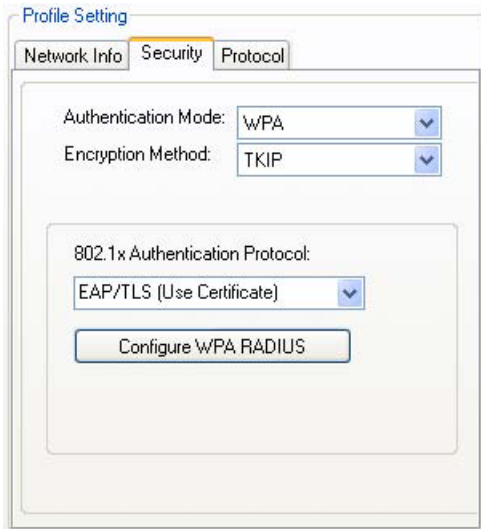 Profile Setting
Network Info Security Protocol
Authentication Mode: WPA
Encryption Method: TKIP
802.1x Authentication Protocol:
EAP/TLS (Use Certificate)
Configure WPA RADIUS